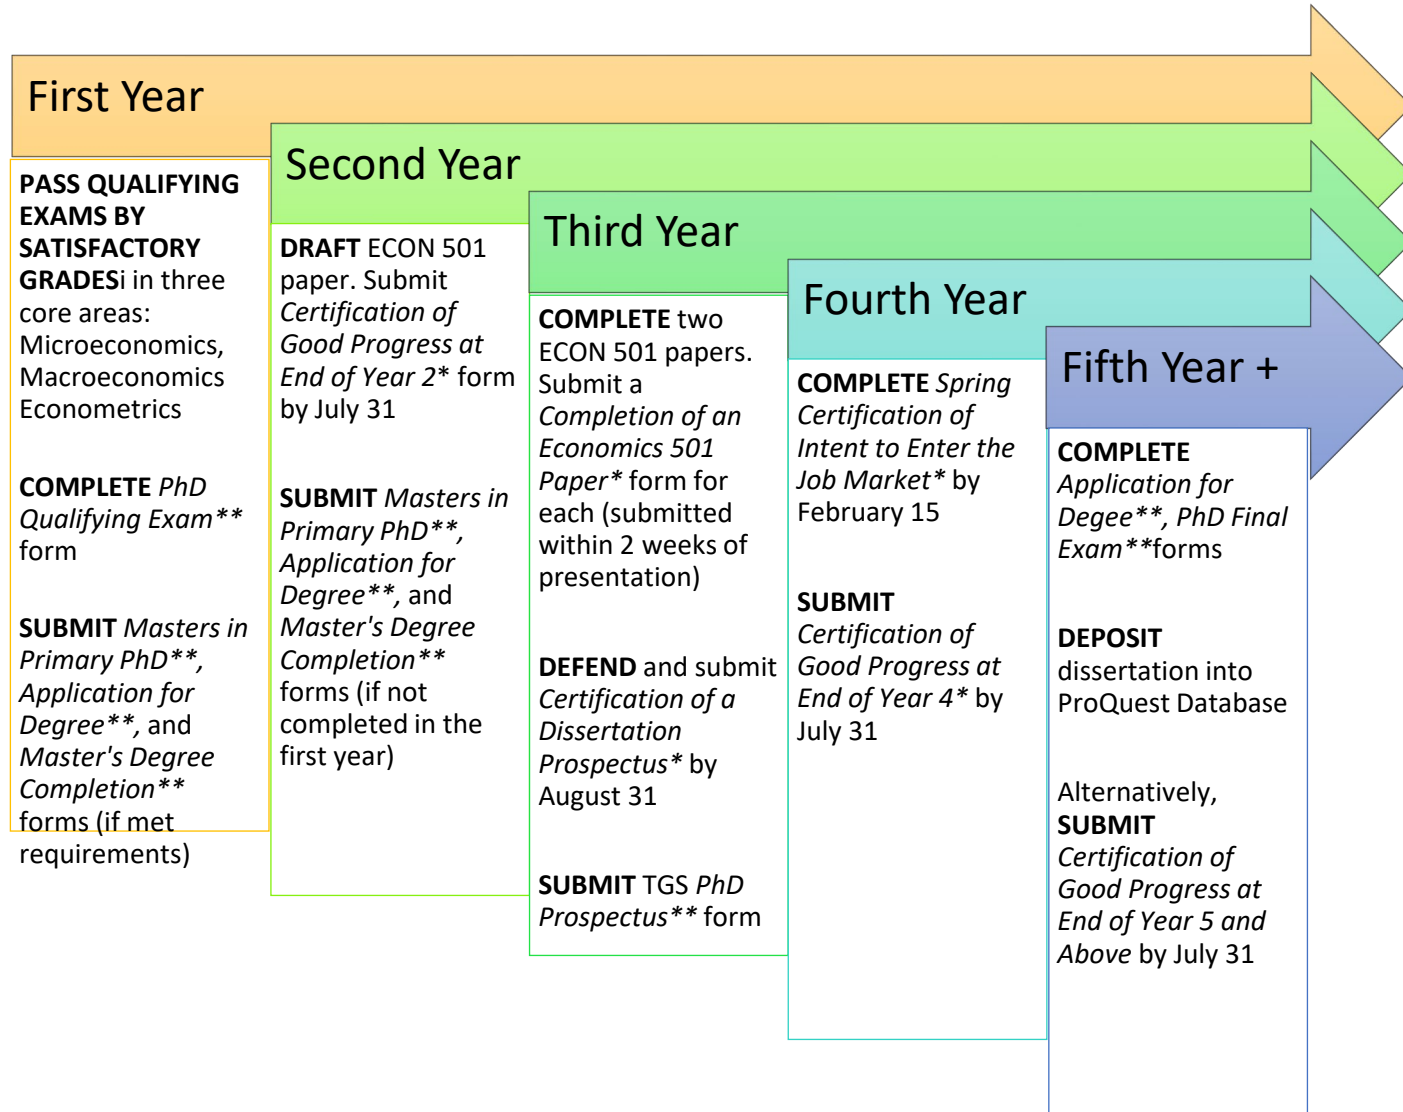 First Year
PASS QUALIFYING
EXAMS BY
SATISFACTORY
GRADESi in three
core areas:
Microeconomics,
Macroeconomics
Econometrics
COMPLETE PhD
Qualifying Exam**
form
SUBMIT Masters in
Primary PhD**,
Application for
Degree**, and
Master's Degree
Completion**
forms (if met
requirements)
Second Year
DRAFT ECON 501
paper. Submit
Certification of
Good Progress at
End of Year 2* form
by July 31
SUBMIT Masters in
Primary PhD**,
Application for
Degree**, and
Master's Degree
Completion**
forms (if not
completed in the
first year)
Third Year
COMPLETE two
ECON 501 papers.
Submit a
Completion of an
Economics 501
Paper* form for
each (submitted
within 2 weeks of
presentation)
DEFEND and submit
Certification of a
Dissertation
Prospectus* by
August 31
SUBMIT TGS PhD
Prospectus** form
Fourth Year
COMPLETE Spring
Certification of
Intent to Enter the
Job Market* by
February 15
SUBMIT
Certification of
Good Progress at
End of Year 4* by
July 31
Fifth Year +
COMPLETE
Application for
Degee**, PhD Final
Exam**forms
DEPOSIT
dissertation into
ProQuest Database
Alternatively,
SUBMIT
Certification of
Good Progress at
End of Year 5 and
Above by July 31